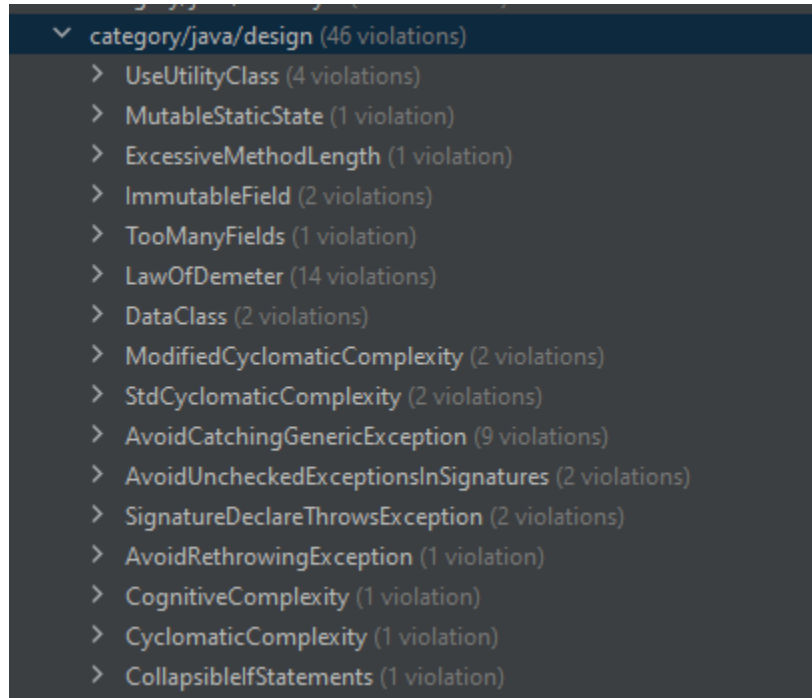 category/java/design (46 violations)
UseUtilityClass (4 violations)
MutableStaticState (1 violation)
ExcessiveMethodLength (1 violation)
ImmutableField (2 violations)
TooManyFields (1 violation)
LawOfDemeter (14 violations)
DataClass (2 violations)
ModifiedCyclomaticComplexity (2 violations)
StdCyclomaticComplexity (2 violations)
AvoidCatchingGenericException (9 violations)
AvoidUncheckedExceptionsInSignatures (2 violations)
SignatureDeclareThrowsException (2 violations)
AvoidRethrowingException (1 violation)
CognitiveComplexity (1 violation)
CyclomaticComplexity (1 violation)
CollapsibleIfStatements (1 violation)